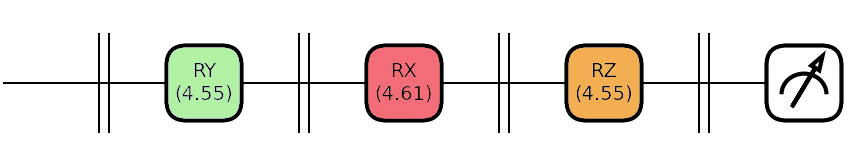 RY
(4.55)
RX
(4.61)
RZ
(4.55)